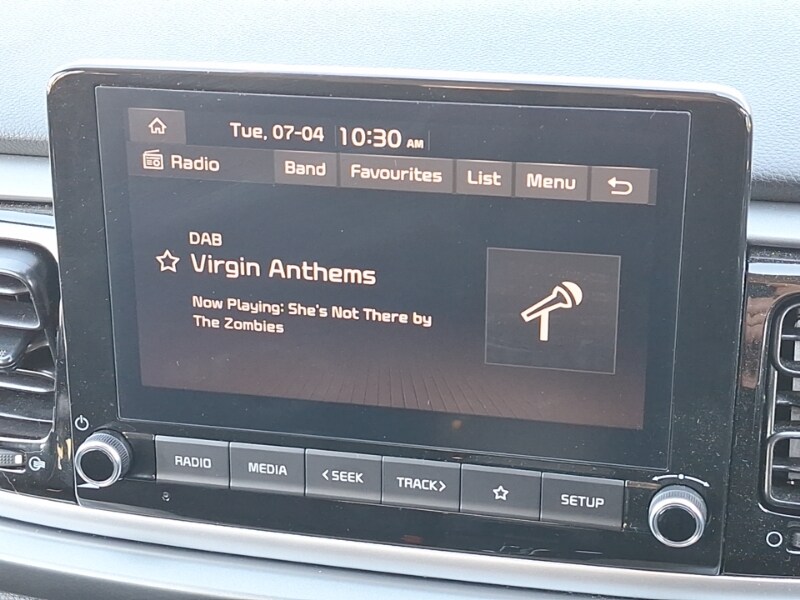 Tue, 07-04 10:30 AM
Radio Band Favourites List Menu
DAB
Virgin Anthems
Now Playing: She's Not There by
The Zombies
RADIO MEDIA <SEEK TRACK> SETUP